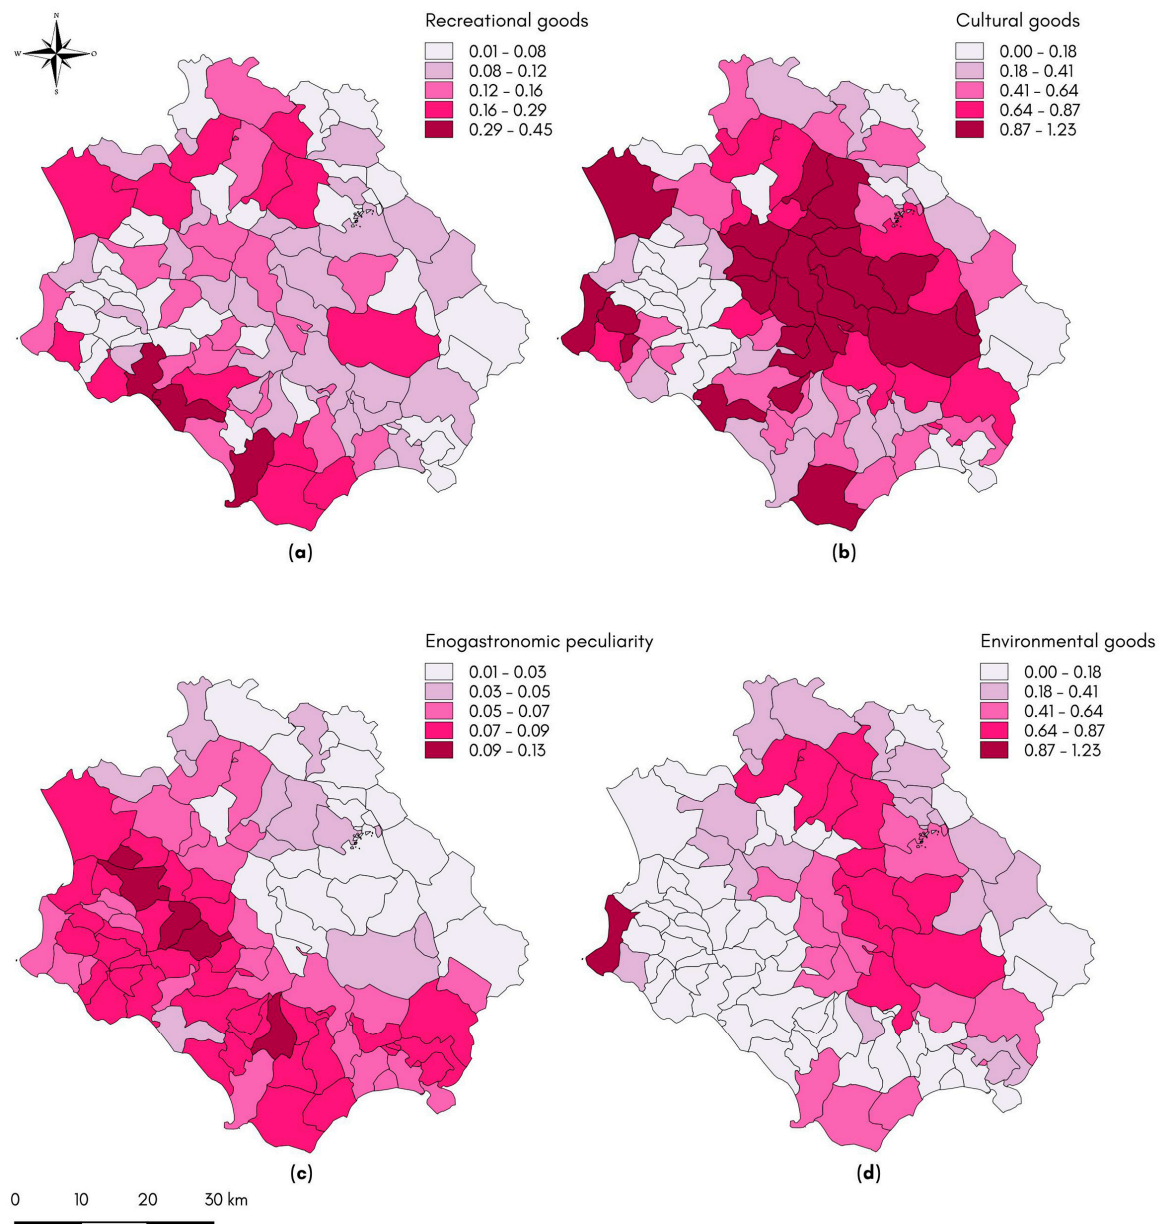 N
W
O
S
Recreational goods
0.01 - 0.08
0.08 - 0.12
0.12 - 0.16
0.16 - 0.29
0.29 - 0.45
Cultural goods
0.00 - 0.18
0.18 - 0.41
0.41 - 0.64
0.64 - 0.87
0.87 - 1.23
(a)
(b)
Enogastronomic peculiarity
0.01 - 0.03
0.03 - 0.05
0.05 - 0.07
0.07 - 0.09
0.09 - 0.13
Environmental goods
0.00 - 0.18
0.18 - 0.41
0.41 - 0.64
0.64 - 0.87
0.87 - 1.23
(c)
(d)
0 10 20 30 km